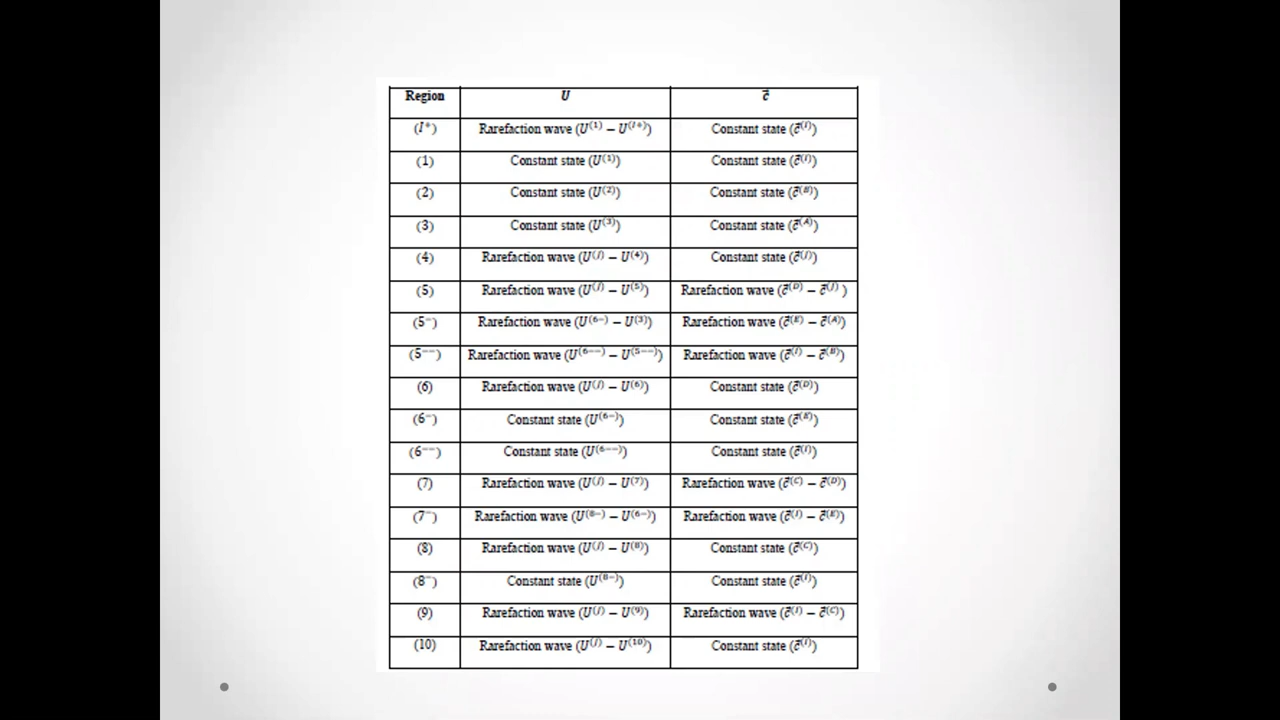 Region U c⃗
(I⁺) Rarefaction wave (U⁽¹⁾ − U⁽ᴵ⁺⁾) Constant state (c⃗⁽ᴵ⁾)
(1) Constant state (U⁽¹⁾) Constant state (c⃗⁽ᴵ⁾)
(2) Constant state (U⁽²⁾) Constant state (c⃗⁽ᴮ⁾)
(3) Constant state (U⁽³⁾) Constant state (c⃗⁽ᴬ⁾)
(4) Rarefaction wave (U⁽ᴶ⁾ − U⁽⁴⁾) Constant state (c⃗⁽ᴶ⁾)
(5) Rarefaction wave (U⁽ᴶ⁾ − U⁽⁵⁾) Rarefaction wave (c⃗⁽ᴰ⁾ − c⃗⁽ᴶ⁾ )
(5⁻) Rarefaction wave (U⁽⁶⁻⁾ − U⁽³⁾) Rarefaction wave (c⃗⁽ᴱ⁾ − c⃗⁽ᴬ⁾)
(5⁻⁻) Rarefaction wave (U⁽⁶⁻⁻⁾ − U⁽⁵⁻⁻⁾) Rarefaction wave (c⃗⁽ᴵ⁾ − c⃗⁽ᴮ⁾)
(6) Rarefaction wave (U⁽ᴶ⁾ − U⁽⁶⁾) Constant state (c⃗⁽ᴰ⁾)
(6⁻) Constant state (U⁽⁶⁻⁾) Constant state (c⃗⁽ᴱ⁾)
(6⁻⁻) Constant state (U⁽⁶⁻⁻⁾) Constant state (c⃗⁽ᴵ⁾)
(7) Rarefaction wave (U⁽ᴶ⁾ − U⁽⁷⁾) Rarefaction wave (c⃗⁽ᶜ⁾ − c⃗⁽ᴰ⁾)
(7⁻) Rarefaction wave (U⁽⁸⁻⁾ − U⁽⁶⁻⁾) Rarefaction wave (c⃗⁽ᴵ⁾ − c⃗⁽ᴱ⁾)
(8) Rarefaction wave (U⁽ᴶ⁾ − U⁽⁸⁾) Constant state (c⃗⁽ᶜ⁾)
(8⁻) Constant state (U⁽⁸⁻⁾) Constant state (c⃗⁽ᴵ⁾)
(9) Rarefaction wave (U⁽ᴶ⁾ − U⁽⁹⁾) Rarefaction wave (c⃗⁽ᴵ⁾ − c⃗⁽ᶜ⁾)
(10) Rarefaction wave (U⁽ᴶ⁾ − U⁽¹⁰⁾) Constant state (c⃗⁽ᴵ⁾)